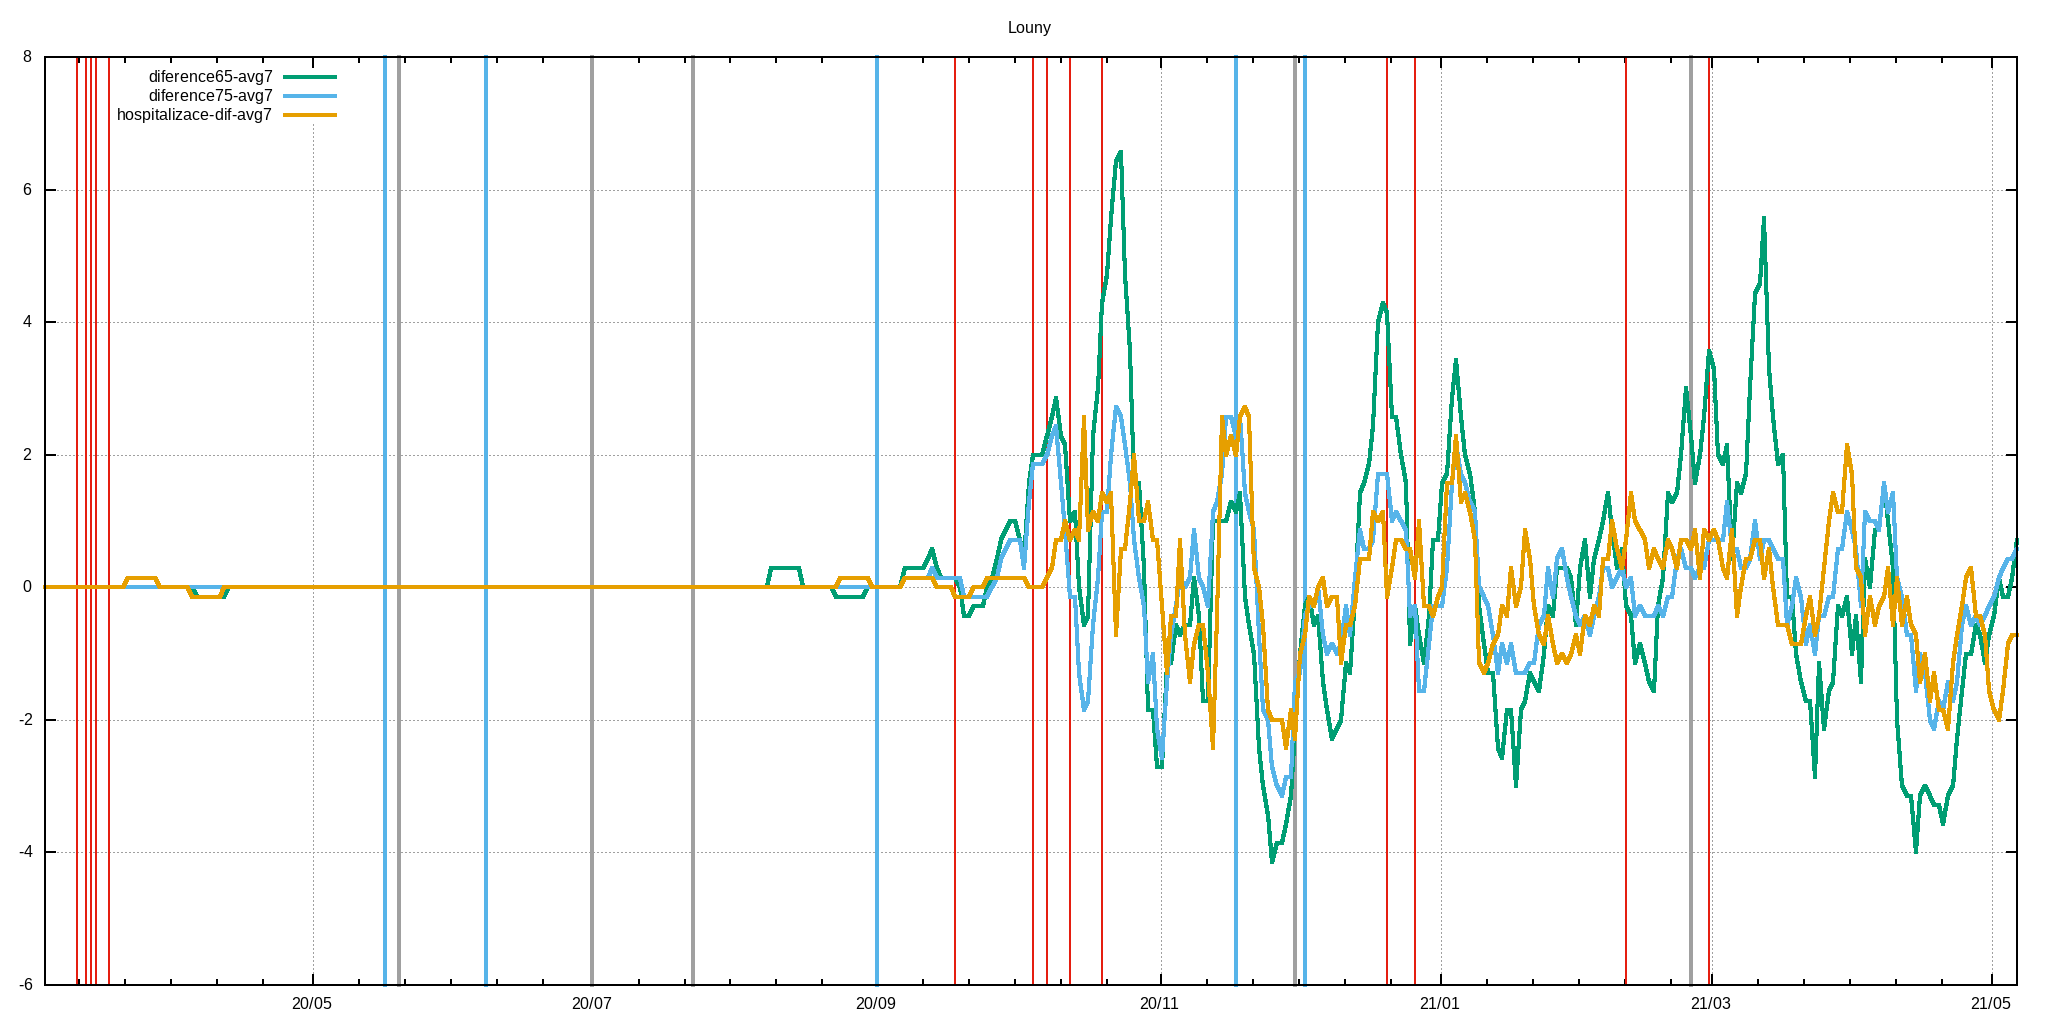 Louny
8
diference65-avg7
diference75-avg7
hospitalizace-dif-avg7
6
4
2
0
-2
-4
-6
20/05 20/07 20/09 20/11 21/01 21/03 21/05